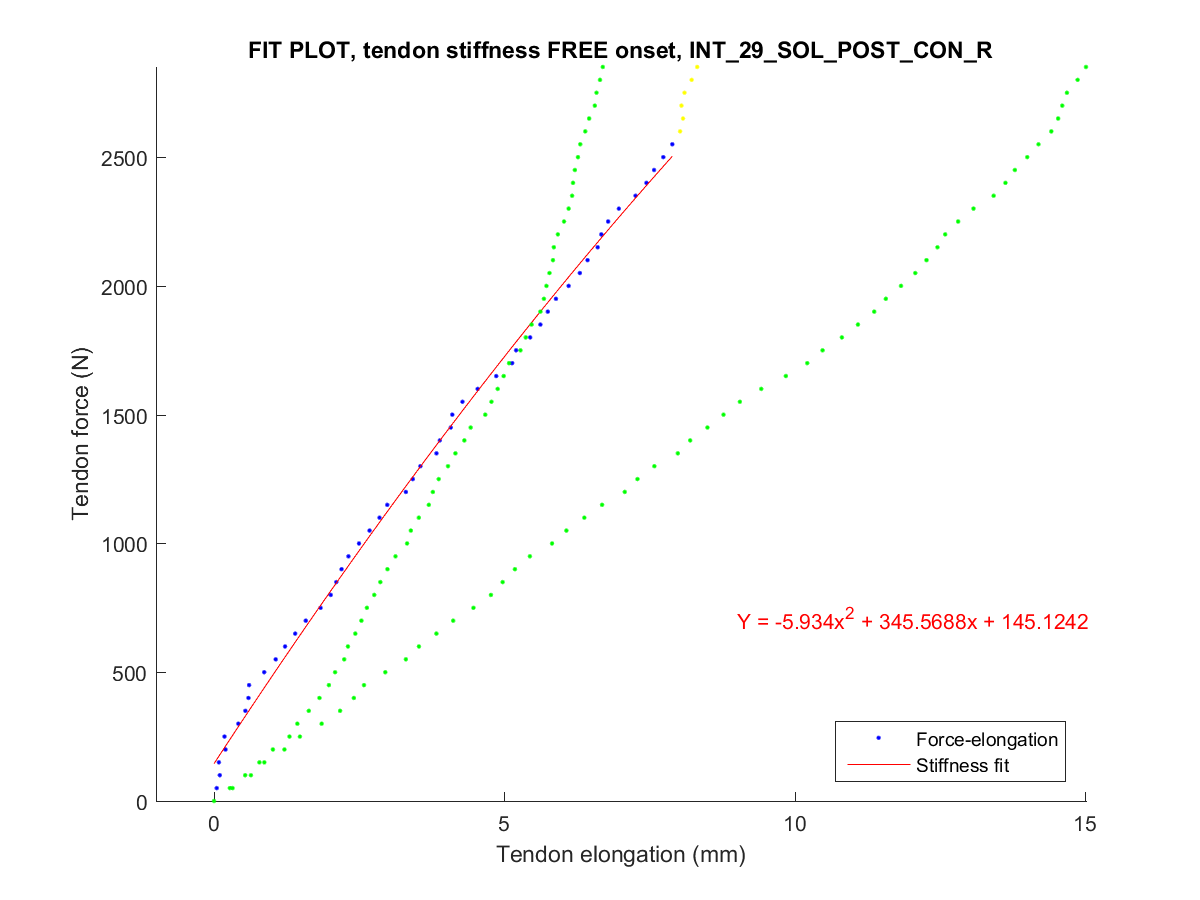 FIT PLOT, tendon stiffness FREE onset, INT_29_SOL_POST_CON_R
2500
2000
1500
1000
500
0
Tendon force (N)
Y = -5.934x² + 345.5688x + 145.1242
Force-elongation
Stiffness fit
0 5 10 15
Tendon elongation (mm)